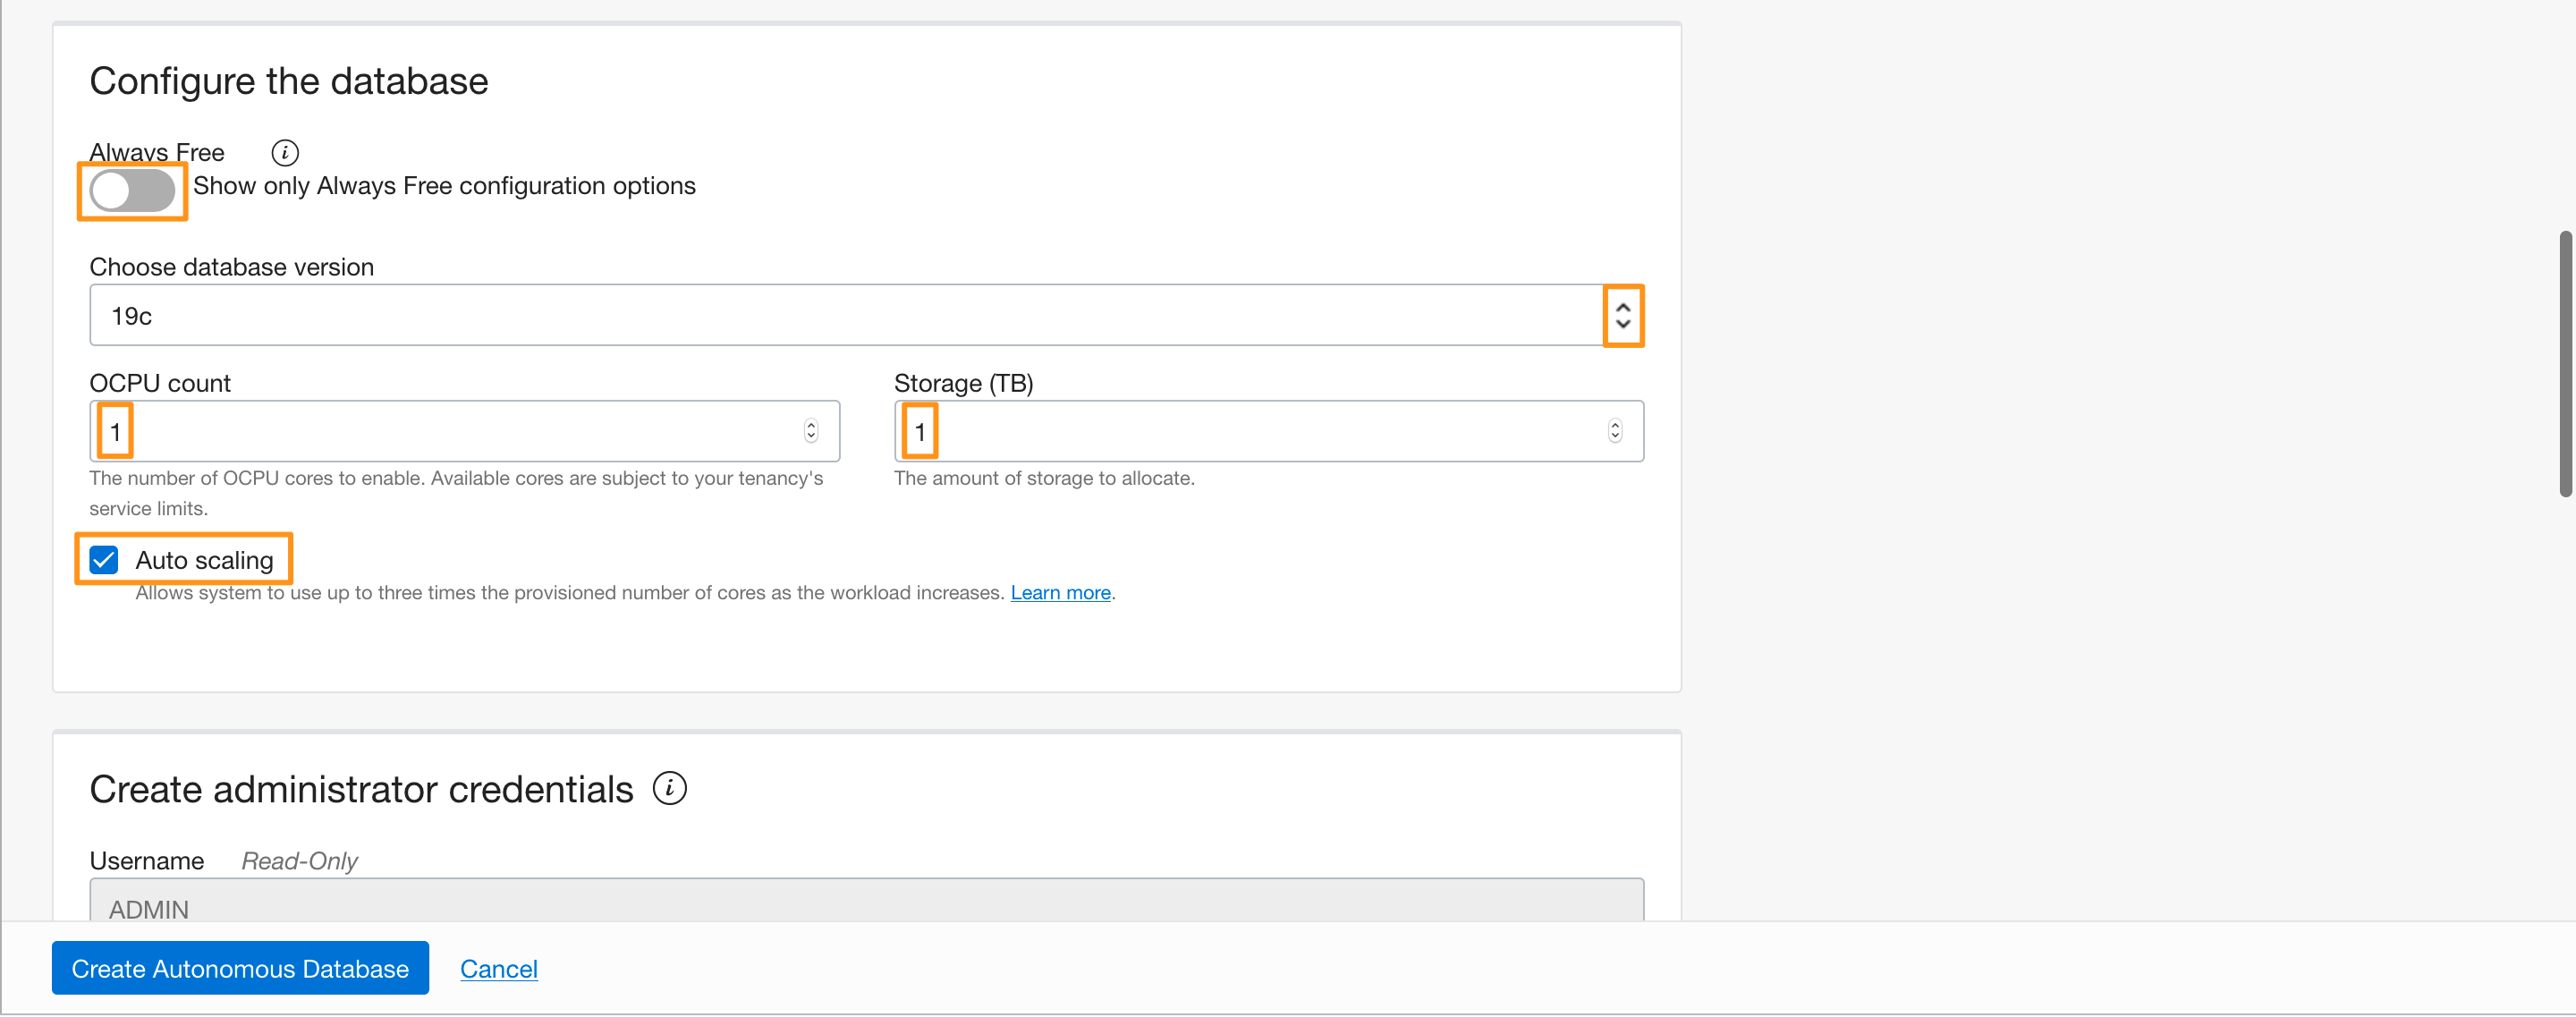 Configure the database
Always Free
Show only Always Free configuration options
Choose database version
19c
OCPU count
1
The number of OCPU cores to enable. Available cores are subject to your tenancy's
service limits.
Storage (TB)
1
The amount of storage to allocate.
Auto scaling
Allows system to use up to three times the provisioned number of cores as the workload increases. Learn more.
Create administrator credentials
Username Read-Only
ADMIN
Create Autonomous Database Cancel